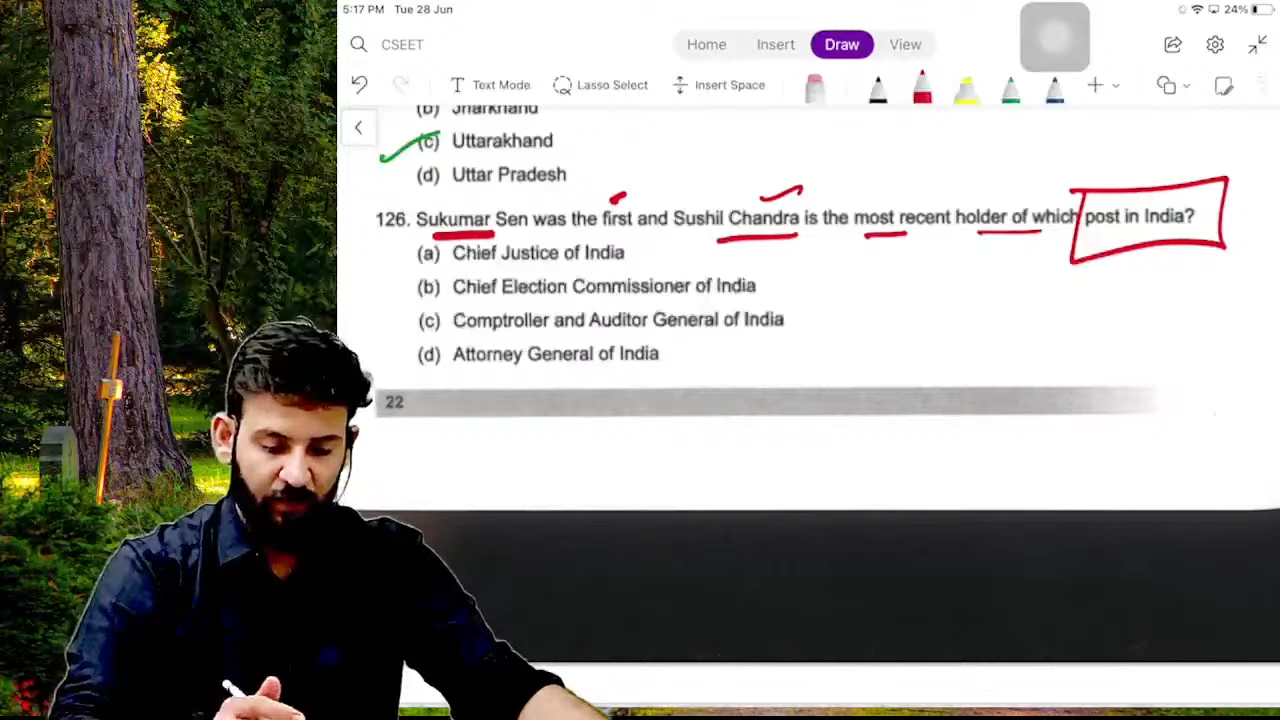 5:17 PM Tue 28 Jun
24%
CSEET
Home Insert Draw View
Text Mode Lasso Select Insert Space
(b) Jharkhand
(c) Uttarakhand
(d) Uttar Pradesh
126. Sukumar Sen was the first and Sushil Chandra is the most recent holder of which post in India?
(a) Chief Justice of India
(b) Chief Election Commissioner of India
(c) Comptroller and Auditor General of India
(d) Attorney General of India
22